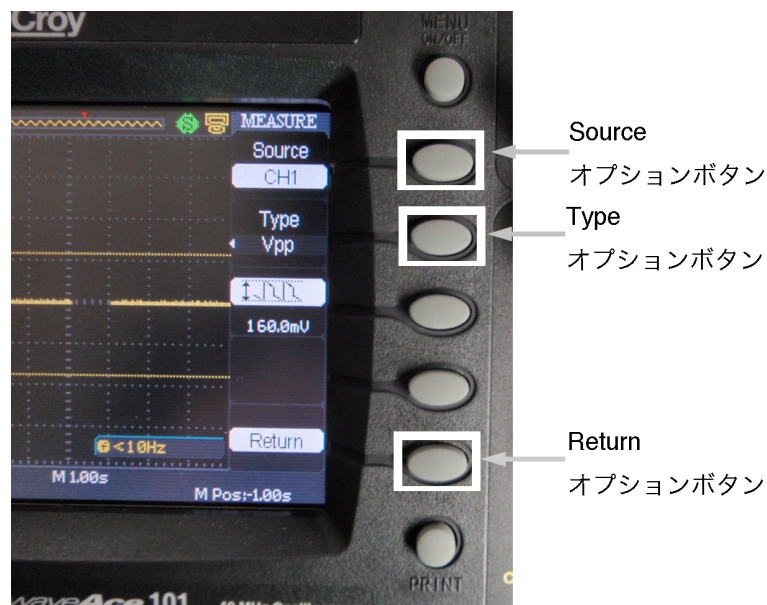 Croy
MENU
ON/OFF
MEASURE
Source
CH1
Type
Vpp
160.0mV
Return
<10Hz
M 1.00s
M Pos:-1.00s
PRINT
waveAce 101
Source
オプションボタン
Type
オプションボタン
Return
オプションボタン